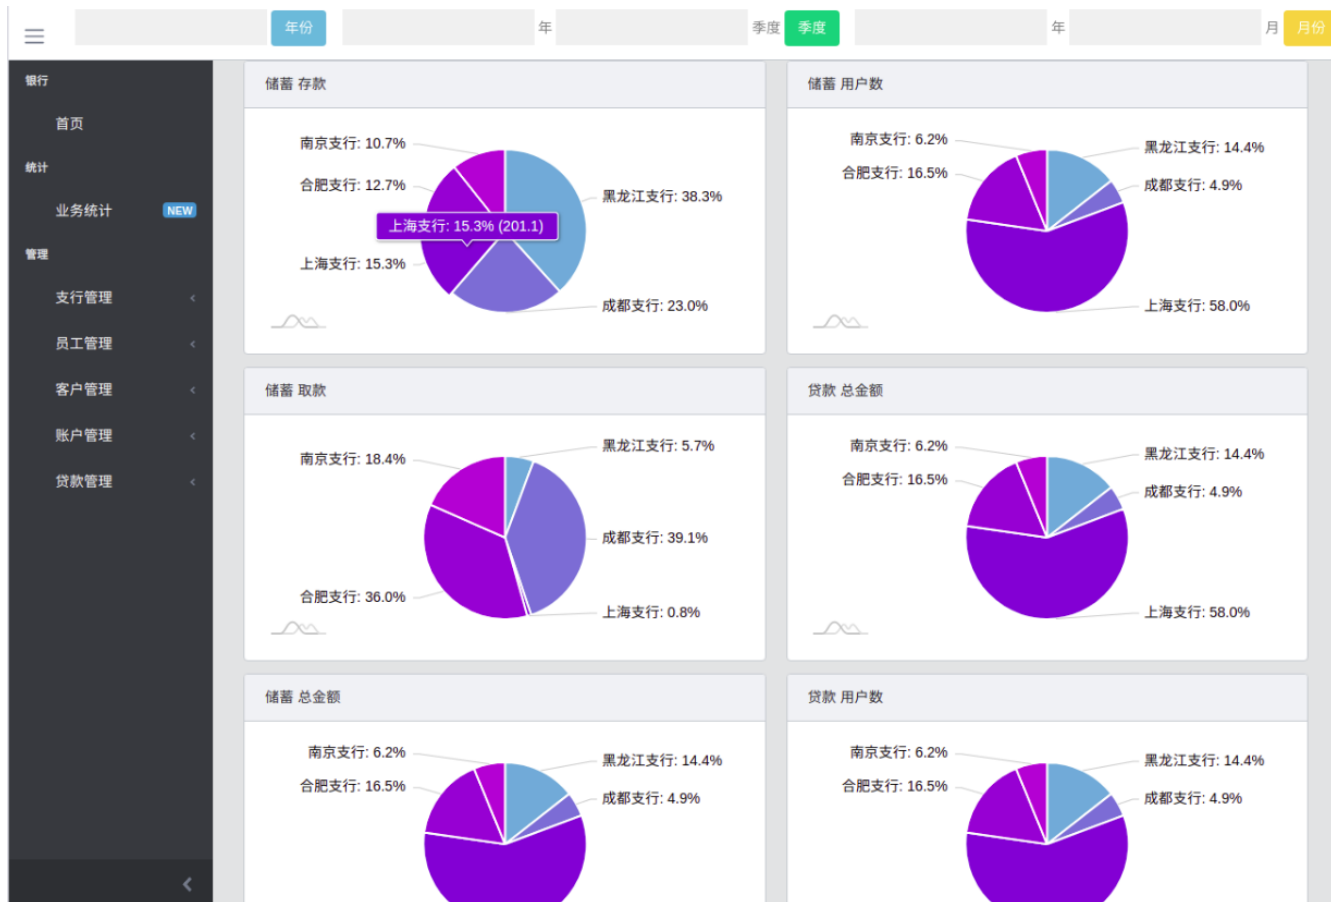 年份
年
季度
季度
年
月
月份
银行
首页
统计
业务统计 NEW
管理
支行管理
员工管理
客户管理
账户管理
贷款管理
储蓄 存款
南京支行: 10.7%
合肥支行: 12.7%
黑龙江支行: 38.3%
上海支行: 15.3% (201.1)
上海支行: 15.3%
成都支行: 23.0%
储蓄 用户数
南京支行: 6.2%
黑龙江支行: 14.4%
合肥支行: 16.5%
成都支行: 4.9%
上海支行: 58.0%
储蓄 取款
黑龙江支行: 5.7%
南京支行: 18.4%
成都支行: 39.1%
合肥支行: 36.0%
上海支行: 0.8%
贷款 总金额
南京支行: 6.2%
黑龙江支行: 14.4%
合肥支行: 16.5%
成都支行: 4.9%
上海支行: 58.0%
储蓄 总金额
南京支行: 6.2%
黑龙江支行: 14.4%
合肥支行: 16.5%
成都支行: 4.9%
贷款 用户数
南京支行: 6.2%
黑龙江支行: 14.4%
合肥支行: 16.5%
成都支行: 4.9%